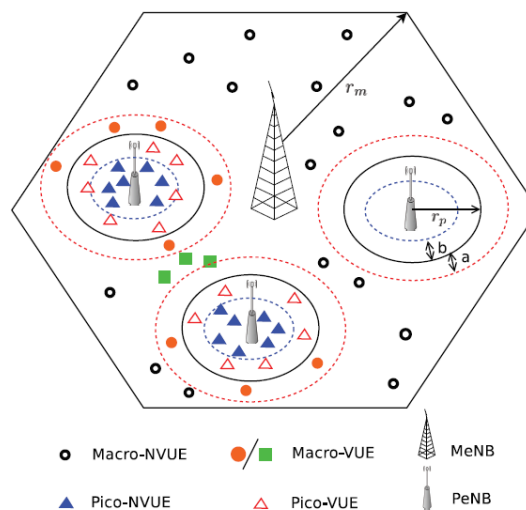 r_m
r_p
b
a
Macro-NVUE
/
Macro-VUE
MeNB
Pico-NVUE
Pico-VUE
PeNB